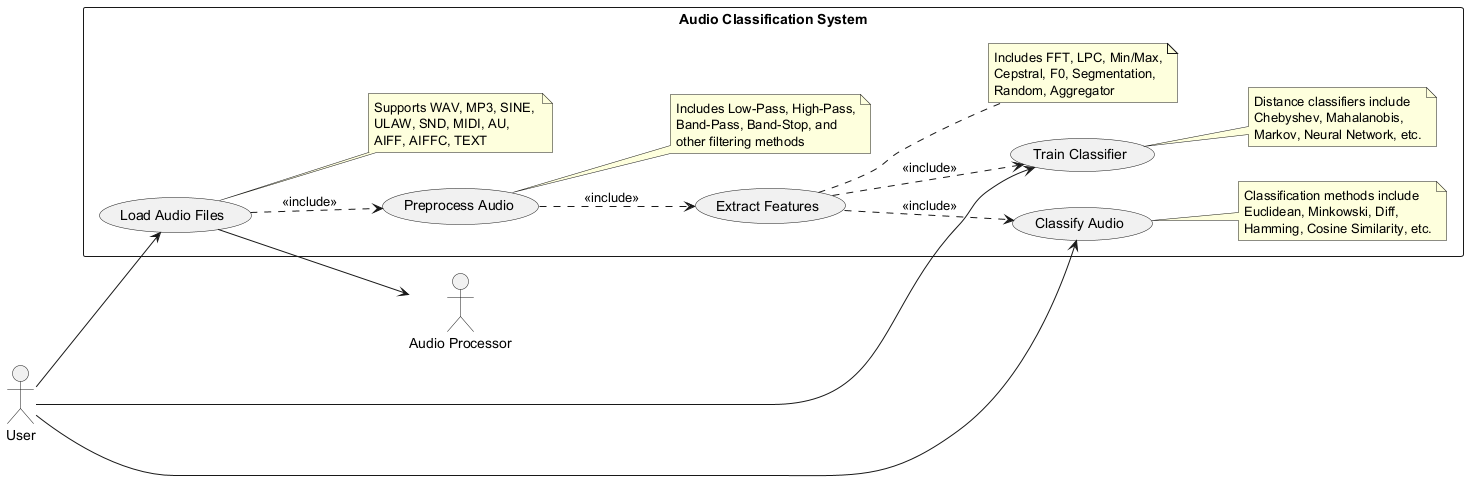 Audio Classification System
Includes FFT, LPC, Min/Max,
Cepstral, F0, Segmentation,
Random, Aggregator
Supports WAV, MP3, SINE,
ULAW, SND, MIDI, AU,
AIFF, AIFFC, TEXT
Includes Low-Pass, High-Pass,
Band-Pass, Band-Stop, and
other filtering methods
Distance classifiers include
Chebyshev, Mahalanobis,
Markov, Neural Network, etc.
Train Classifier
«include»
Load Audio Files
«include»
Preprocess Audio
«include»
Extract Features
«include»
Classify Audio
Classification methods include
Euclidean, Minkowski, Diff,
Hamming, Cosine Similarity, etc.
Audio Processor
User